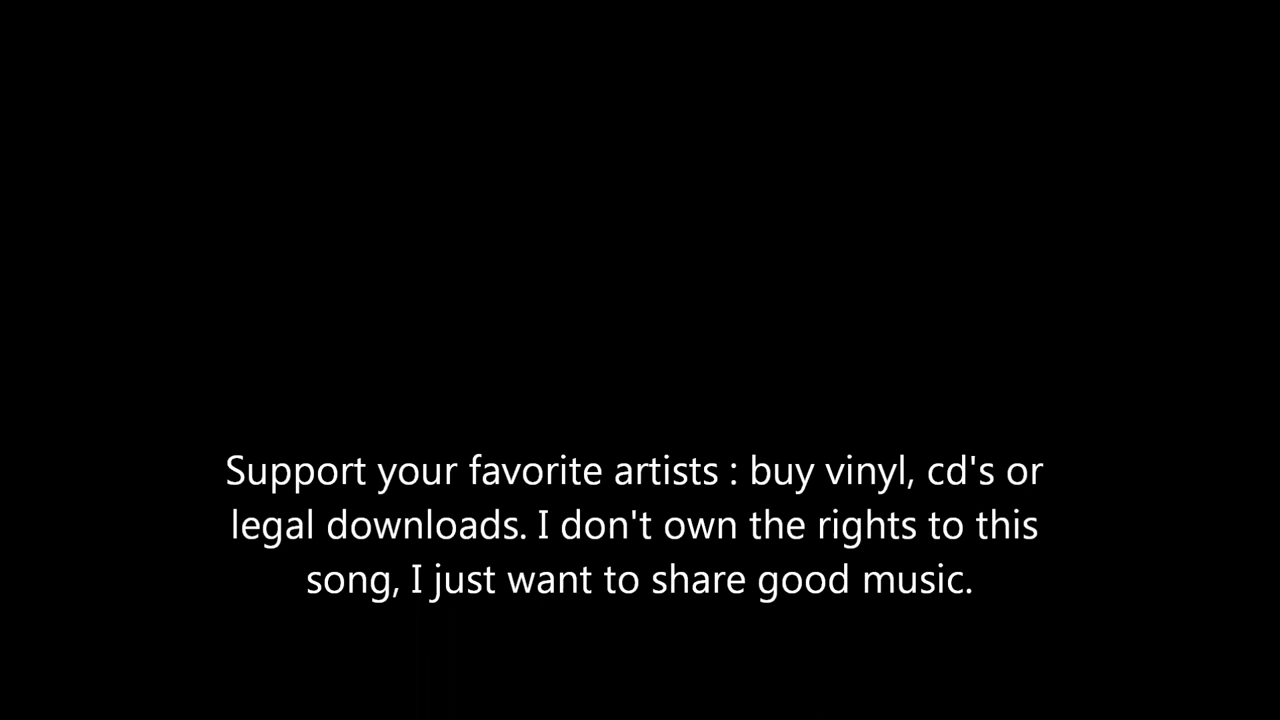 Support your favorite artists : buy vinyl, cd's or
legal downloads. I don't own the rights to this
song, I just want to share good music.